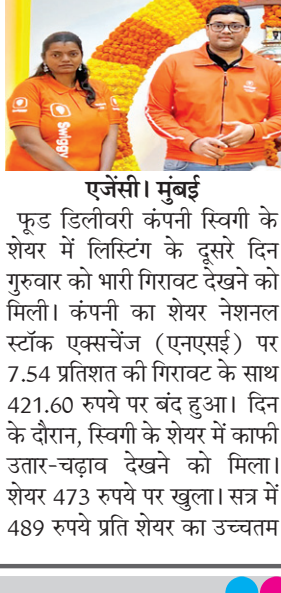 Swiggy
एजेंसी। मुंबई
फूड डिलीवरी कंपनी स्विगी के
शेयर में लिस्टिंग के दूसरे दिन
गुरुवार को भारी गिरावट देखने को
मिली। कंपनी का शेयर नेशनल
स्टॉक एक्सचेंज (एनएसई) पर
7.54 प्रतिशत की गिरावट के साथ
421.60 रुपये पर बंद हुआ। दिन
के दौरान, स्विगी के शेयर में काफी
उतार-चढ़ाव देखने को मिला।
शेयर 473 रुपये पर खुला। सत्र में
489 रुपये प्रति शेयर का उच्चतम